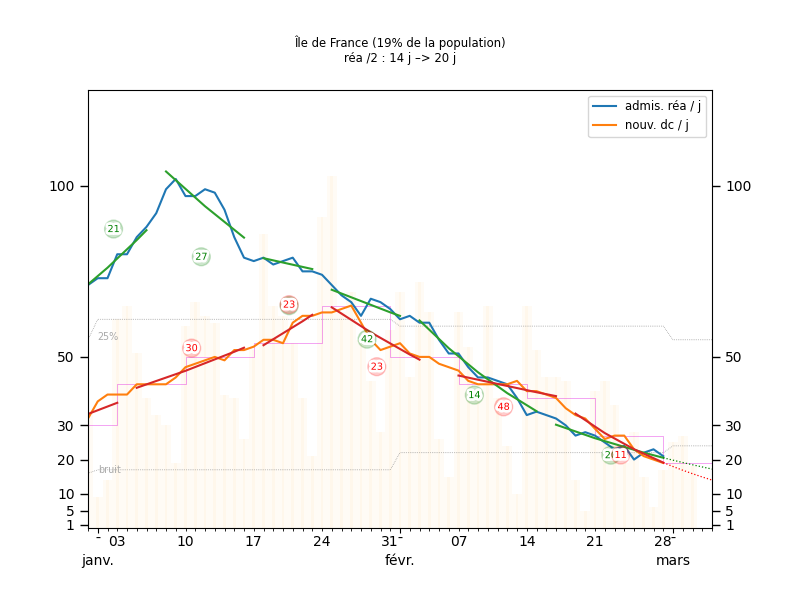 Île de France (19% de la population)
réa /2 : 14 j –> 20 j
admis. réa / j
nouv. dc / j
100 100
21
27
23
25%
30
42
50 50
23
14
48
30 30
11
20 20
bruit
10 10
5 5
1 1
03 10 17 24 31 07 14 21 28
janv. févr. mars